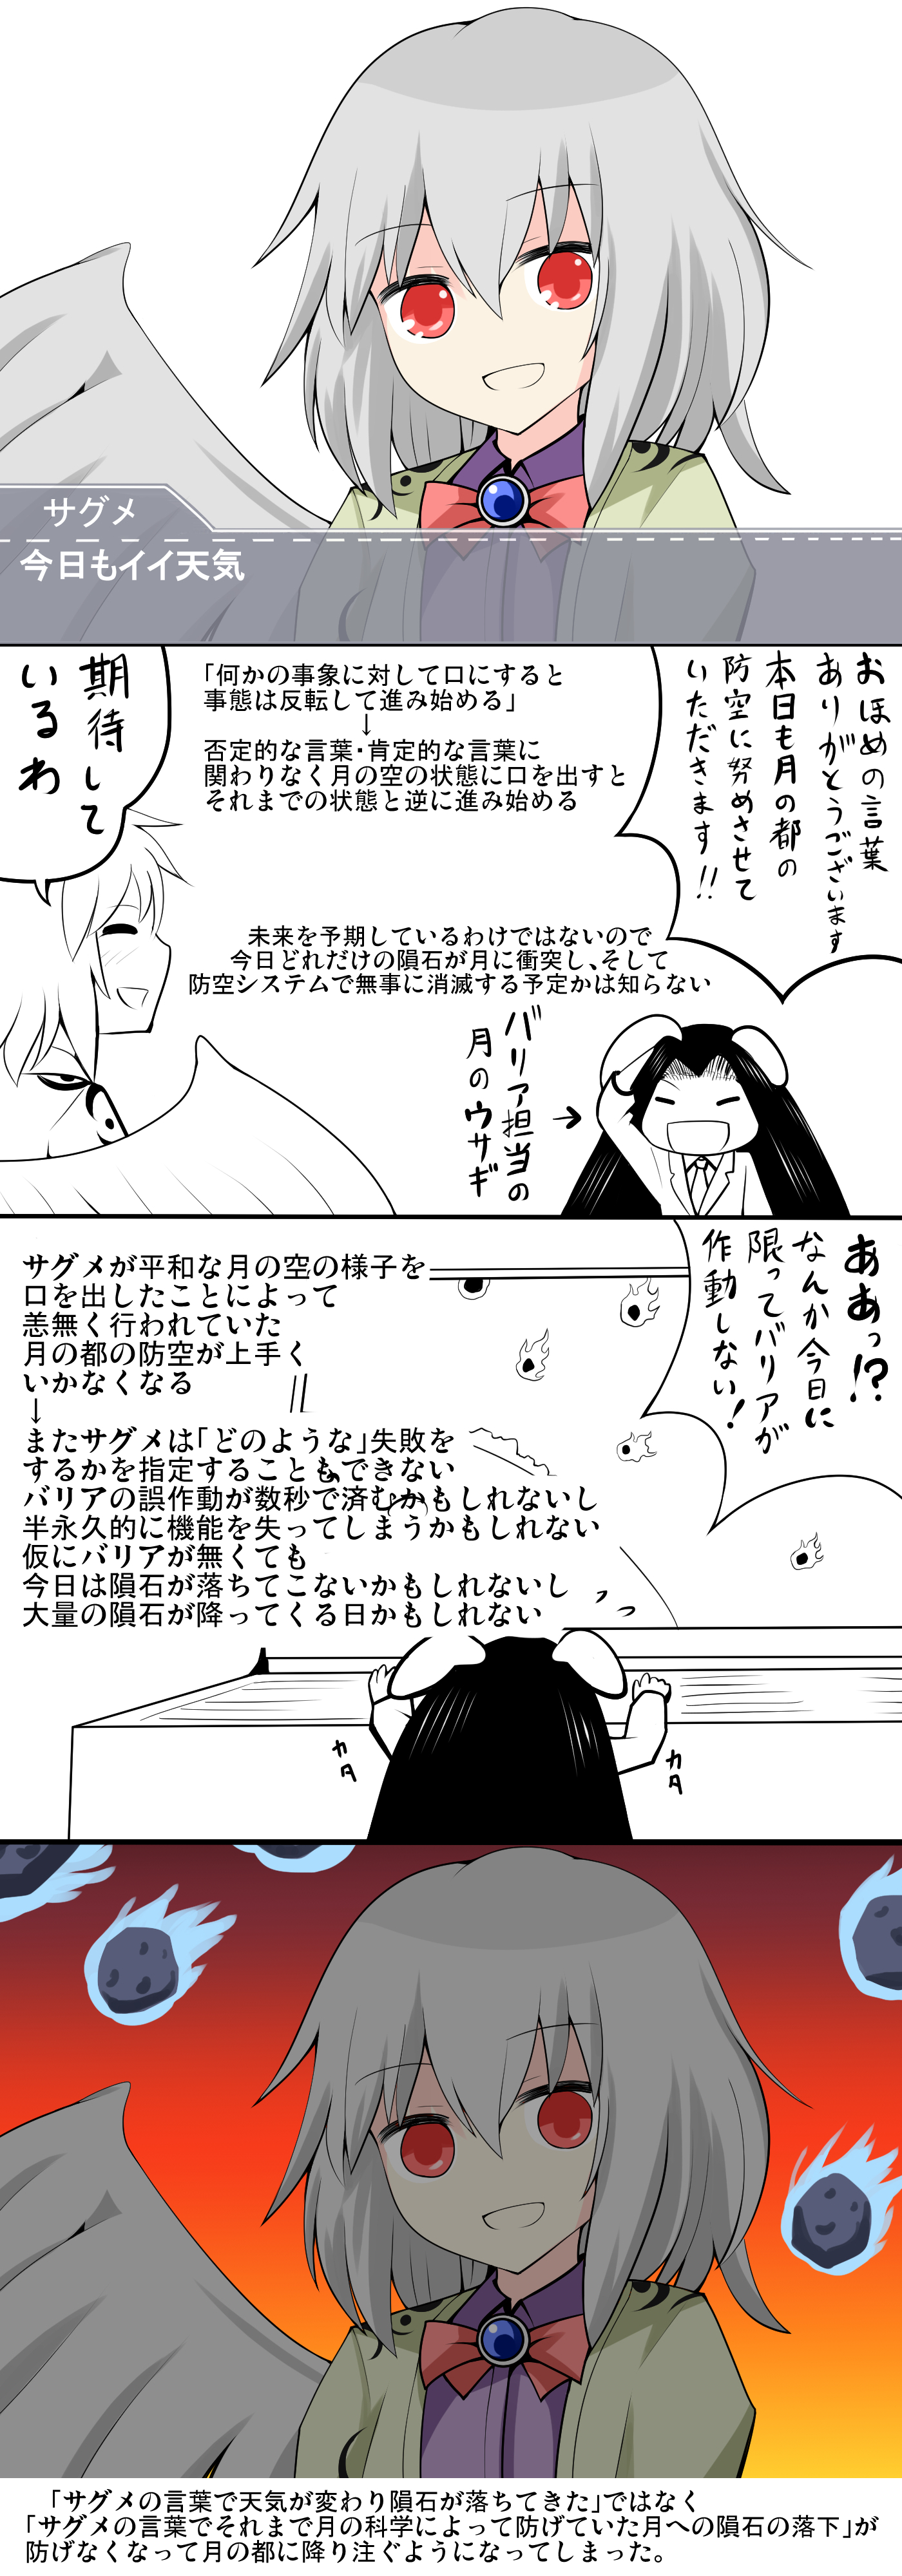 サグメ
今日もイイ天気
おほめの言葉
ありがとうございます
本日も月の都の
防空に努めさせて
いただきます!!
「何かの事象に対して口にすると
事態は反転して進み始める」
↓
否定的な言葉・肯定的な言葉に
関わりなく月の空の状態に口を出すと
それまでの状態と逆に進み始める
期待して
いるわ
未来を予期しているわけではないので
今日どれだけの隕石が月に衝突し、そして
防空システムで無事に消滅する予定かは知らない
バリア担当の
月のウサギ
→
ああっ!?
なんか今日に
限ってバリアが
作動しない!
サグメが平和な月の空の様子を
口を出したことによって
恙無く行われていた
月の都の防空が上手く
いかなくなる
↓
またサグメは「どのような」失敗を
するかを指定することもできない
バリアの誤作動が数秒で済むかもしれないし
半永久的に機能を失ってしまうかもしれない
仮にバリアが無くても
今日は隕石が落ちてこないかもしれないし
大量の隕石が降ってくる日かもしれない
カタ
カタ
「サグメの言葉で天気が変わり隕石が落ちてきた」ではなく
「サグメの言葉でそれまで月の科学によって防げていた月への隕石の落下」が
防げなくなって月の都に降り注ぐようになってしまった。